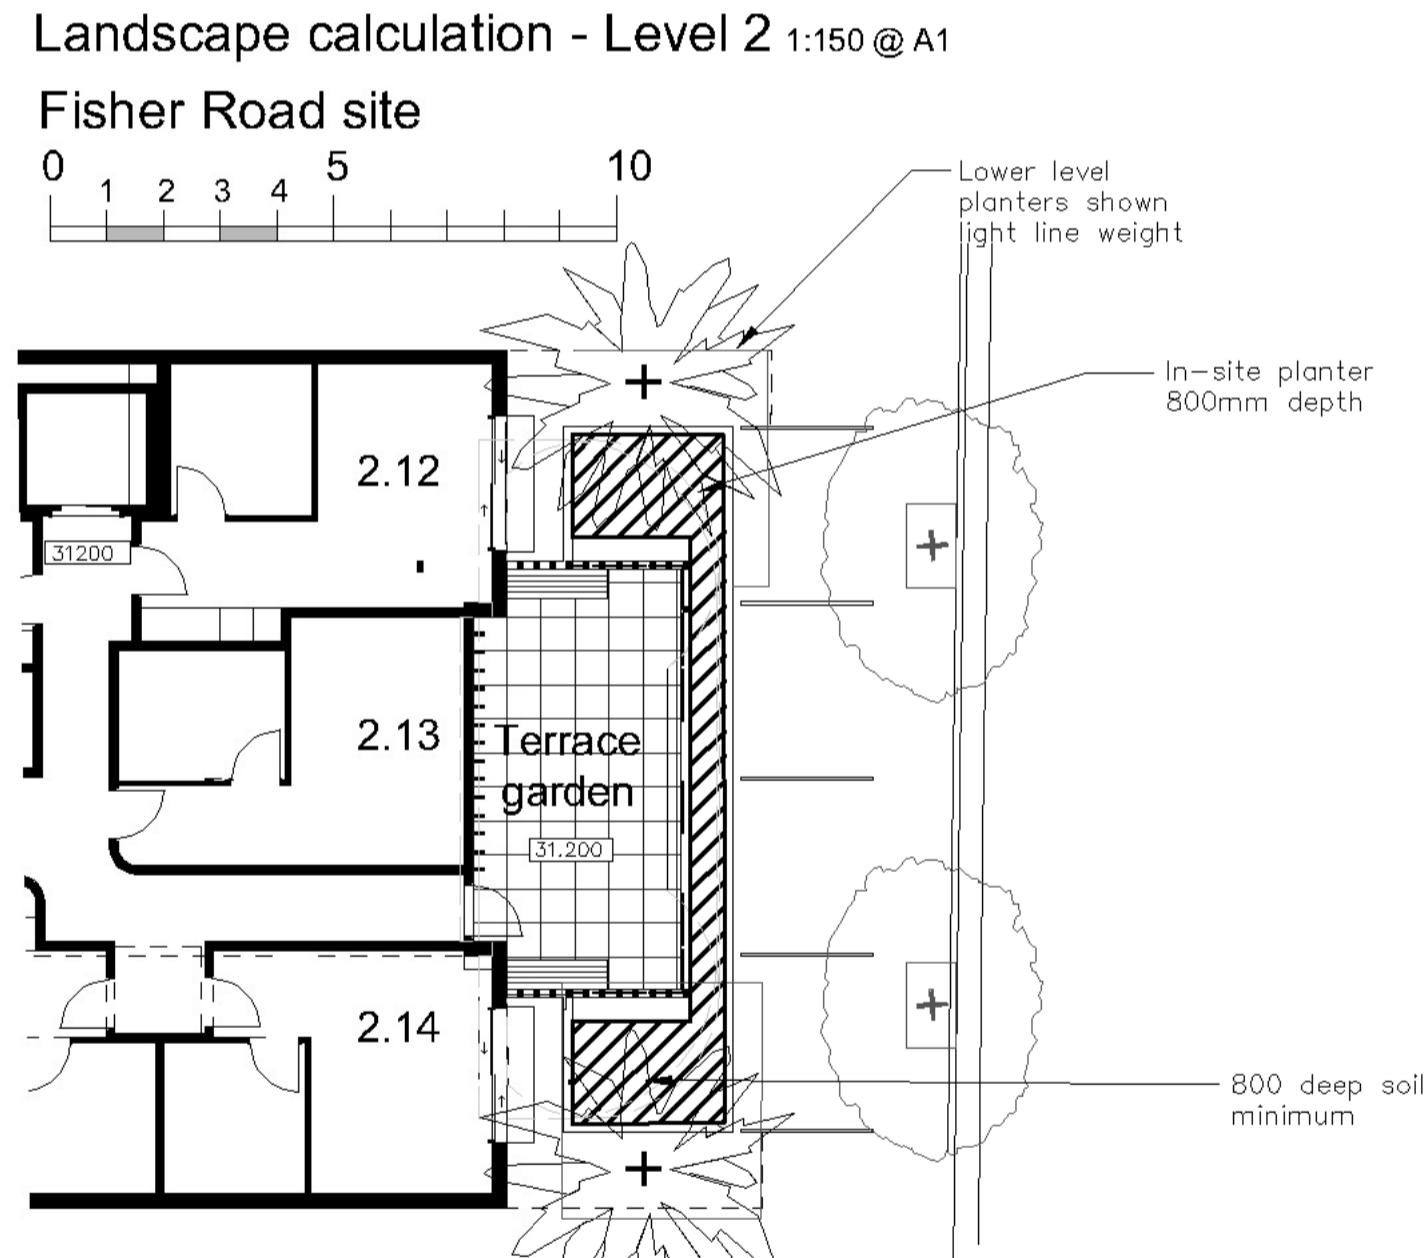 Landscape calculation - Level 2 1:150 @ A1
Fisher Road site
0 1 2 3 4 5 10
Lower level
planters shown
light line weight
In-site planter
800mm depth
2.12
31200
2.13
Terrace
garden
31.200
2.14
800 deep soil
minimum